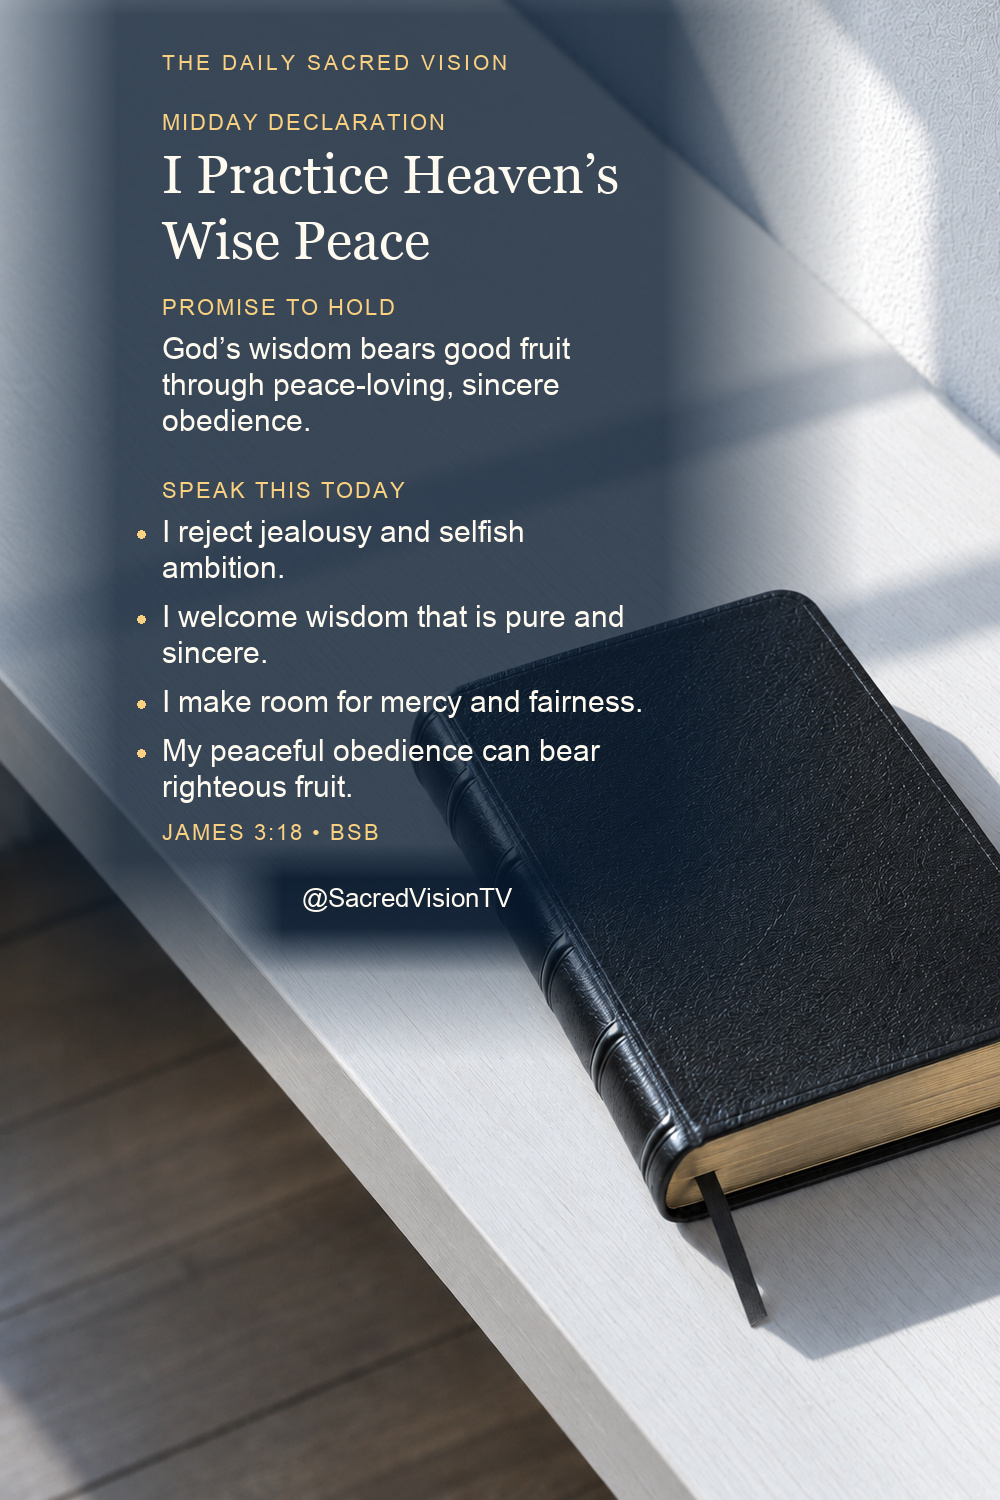 THE DAILY SACRED VISION
MIDDAY DECLARATION
I Practice Heaven’s
Wise Peace
PROMISE TO HOLD
God’s wisdom bears good fruit
through peace-loving, sincere
obedience.
SPEAK THIS TODAY
• I reject jealousy and selfish
ambition.
• I welcome wisdom that is pure and
sincere.
• I make room for mercy and fairness.
• My peaceful obedience can bear
righteous fruit.
JAMES 3:18 • BSB
@SacredVisionTV